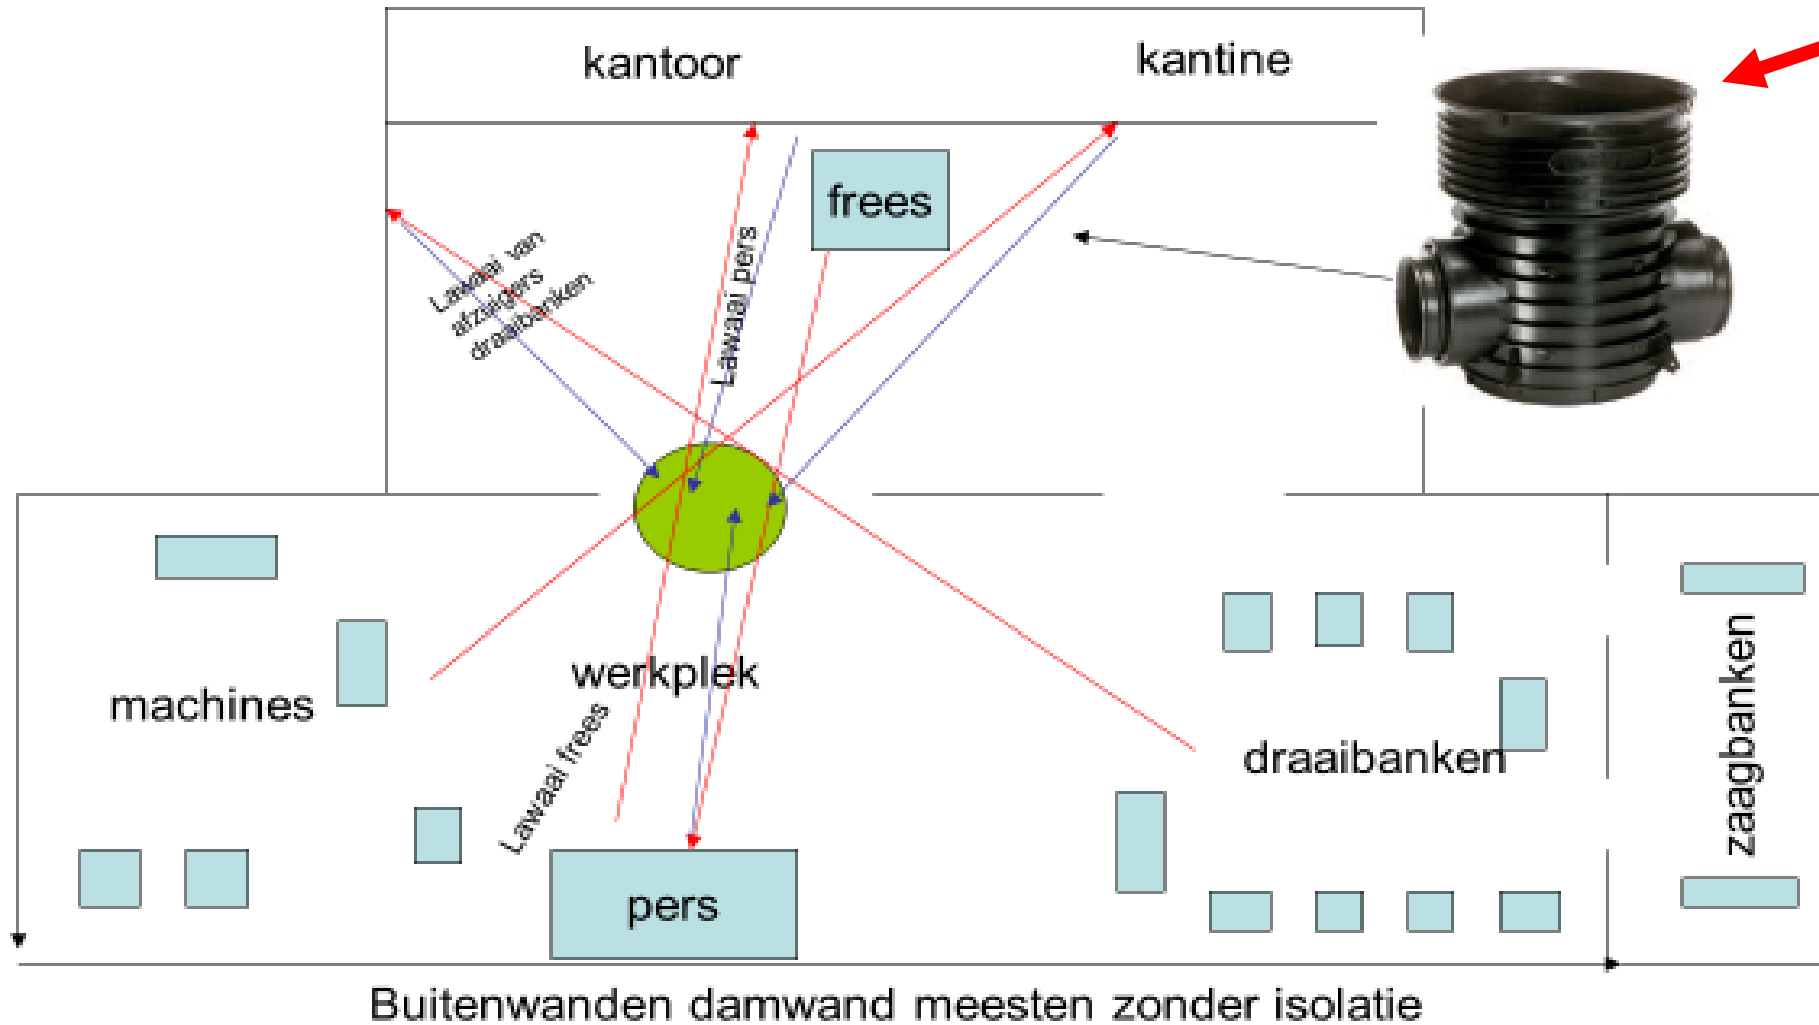 kantoor
kantine
frees
Lawaai van
afzuigers
draaibanken
Lawaai pers
werkplek
machines
Lawaai frees
draaibanken
zaagbanken
pers
Buitenwanden damwand meesten zonder isolatie